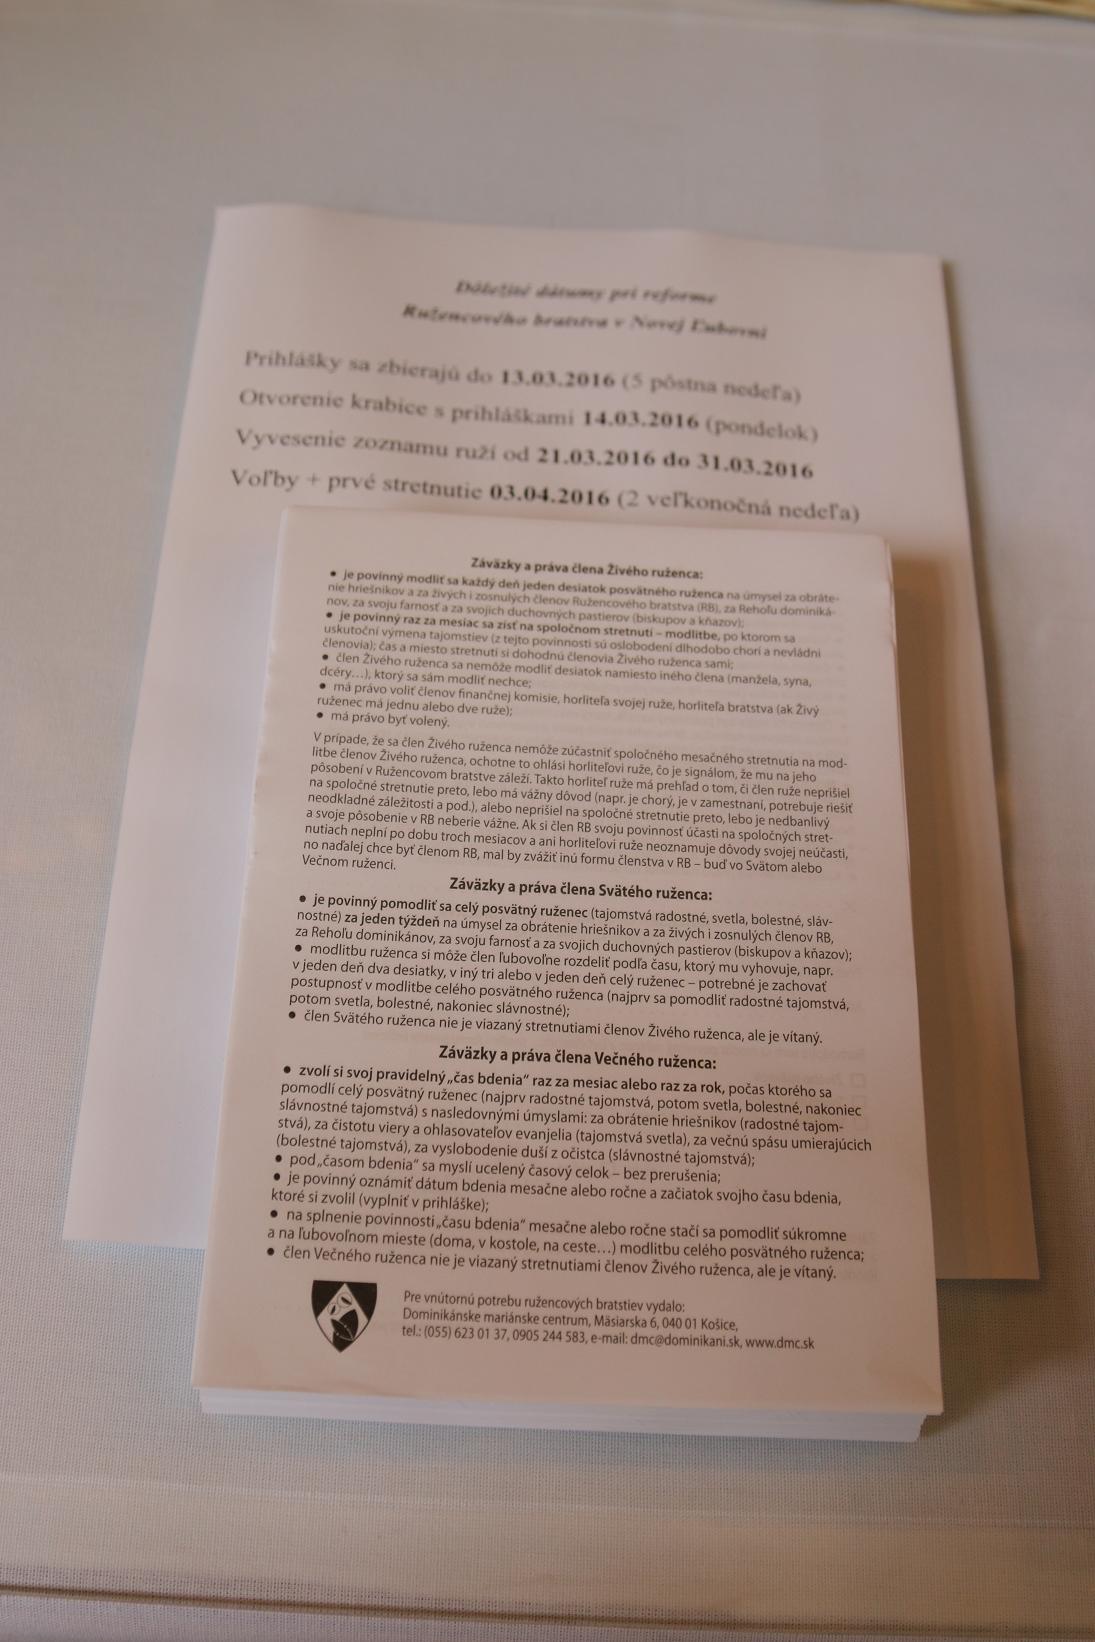 Dôležité dátumy pri reforme
Ružencového bratstva v Novej Ľubovni
Prihlášky sa zbierajú do 13.03.2016 (5 pôstna nedeľa)
Otvorenie krabice s prihláškami 14.03.2016 (pondelok)
Vyvesenie zoznamu ruží od 21.03.2016 do 31.03.2016
Voľby + prvé stretnutie 03.04.2016 (2 veľkonočná nedeľa)
Záväzky a práva člena Živého ruženca:
• je povinný modliť sa každý deň jeden desiatok posvätného ruženca na úmysel za obráte-
nie hriešnikov a za živých i zosnulých členov Ružencového bratstva (RB), za Rehoľu dominiká-
nov, za svoju farnosť a za svojich duchovných pastierov (biskupov a kňazov);
• je povinný raz za mesiac sa zísť na spoločnom stretnutí – modlitbe, po ktorom sa
uskutoční výmena tajomstiev (z tejto povinnosti sú oslobodení dlhodobo chorí a nevládni
členovia); čas a miesto stretnutí si dohodnú členovia Živého ruženca sami;
• člen Živého ruženca sa nemôže modliť desiatok namiesto iného člena (manžela, syna,
dcéry…), ktorý sa sám modliť nechce;
• má právo voliť členov finančnej komisie, horliteľa svojej ruže, horliteľa bratstva (ak Živý
ruženec má jednu alebo dve ruže);
• má právo byť volený.
V prípade, že sa člen Živého ruženca nemôže zúčastniť spoločného mesačného stretnutia na mod-
litbe členov Živého ruženca, ochotne to ohlási horliteľovi ruže, čo je signálom, že mu na jeho
pôsobení v Ružencovom bratstve záleží. Takto horliteľ ruže má prehľad o tom, či člen ruže neprišiel
na spoločné stretnutie preto, lebo má vážny dôvod (napr. je chorý, je v zamestnaní, potrebuje riešiť
neodkladné záležitosti a pod.), alebo neprišiel na spoločné stretnutie preto, lebo je nedbanlivý
a svoje pôsobenie v RB neberie vážne. Ak si člen RB svoju povinnosť účasti na spoločných stret-
nutiach neplní po dobu troch mesiacov a ani horliteľovi ruže neoznamuje dôvody svojej neúčasti,
no naďalej chce byť členom RB, mal by zvážiť inú formu členstva v RB – buď vo Svätom alebo
Večnom ruženci.
Záväzky a práva člena Svätého ruženca:
• je povinný pomodliť sa celý posvätný ruženec (tajomstvá radostné, svetla, bolestné, sláv-
nostné) za jeden týždeň na úmysel za obrátenie hriešnikov a za živých i zosnulých členov RB,
za Rehoľu dominikánov, za svoju farnosť a za svojich duchovných pastierov (biskupov a kňazov);
• modlitbu ruženca si môže člen ľubovoľne rozdeliť podľa času, ktorý mu vyhovuje, napr.
v jeden deň dva desiatky, v iný tri alebo v jeden deň celý ruženec – potrebné je zachovať
postupnosť v modlitbe celého posvätného ruženca (najprv sa pomodliť radostné tajomstvá,
potom svetla, bolestné, nakoniec slávnostné);
• člen Svätého ruženca nie je viazaný stretnutiami členov Živého ruženca, ale je vítaný.
Záväzky a práva člena Večného ruženca:
• zvolí si svoj pravidelný „čas bdenia“ raz za mesiac alebo raz za rok, počas ktorého sa
pomodlí celý posvätný ruženec (najprv radostné tajomstvá, potom svetla, bolestné, nakoniec
slávnostné tajomstvá) s nasledovnými úmyslami: za obrátenie hriešnikov (radostné tajom-
stvá), za čistotu viery a ohlasovateľov evanjelia (tajomstvá svetla), za večnú spásu umierajúcich
(bolestné tajomstvá), za vyslobodenie duší z očistca (slávnostné tajomstvá);
• pod „časom bdenia“ sa myslí ucelený časový celok – bez prerušenia;
• je povinný oznámiť dátum bdenia mesačne alebo ročne a začiatok svojho času bdenia,
ktoré si zvolil (vyplniť v prihláške);
• na splnenie povinnosti „času bdenia“ mesačne alebo ročne stačí sa pomodliť súkromne
a na ľubovoľnom mieste (doma, v kostole, na ceste…) modlitbu celého posvätného ruženca;
• člen Večného ruženca nie je viazaný stretnutiami členov Živého ruženca, ale je vítaný.
Pre vnútornú potrebu ružencových bratstiev vydalo:
Dominikánske mariánske centrum, Mäsiarska 6, 040 01 Košice,
tel.: (055) 623 01 37, 0905 244 583, e-mail: dmc@dominikani.sk, www.dmc.sk